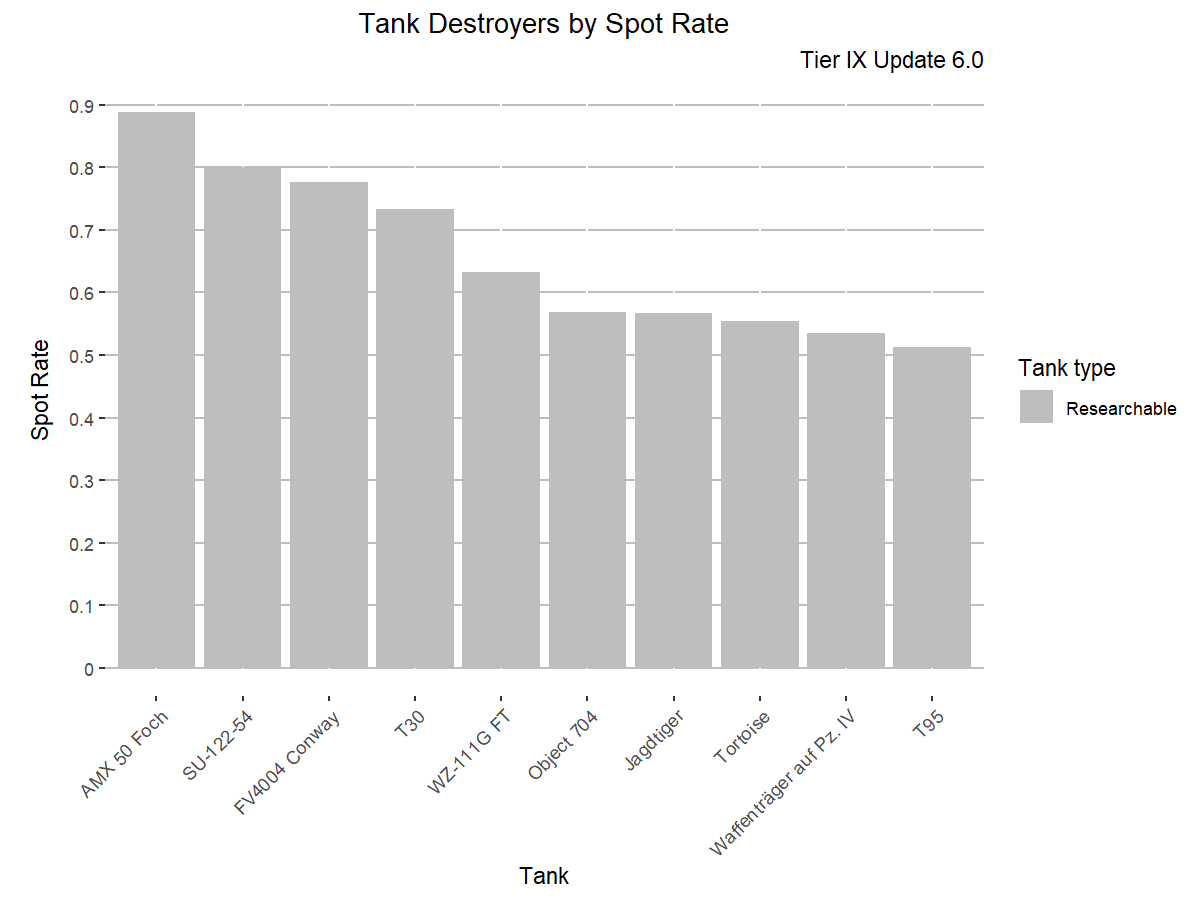 Tank Destroyers by Spot Rate
Tier IX Update 6.0
0.9
0.8
0.7
0.6
0.5
0.4
0.3
0.2
0.1
0
Spot Rate
AMX 50 Foch
SU-122-54
FV4004 Conway
T30
WZ-111G FT
Object 704
Jagdtiger
Tortoise
Waffenträger auf Pz. IV
T95
Tank
Tank type
Researchable